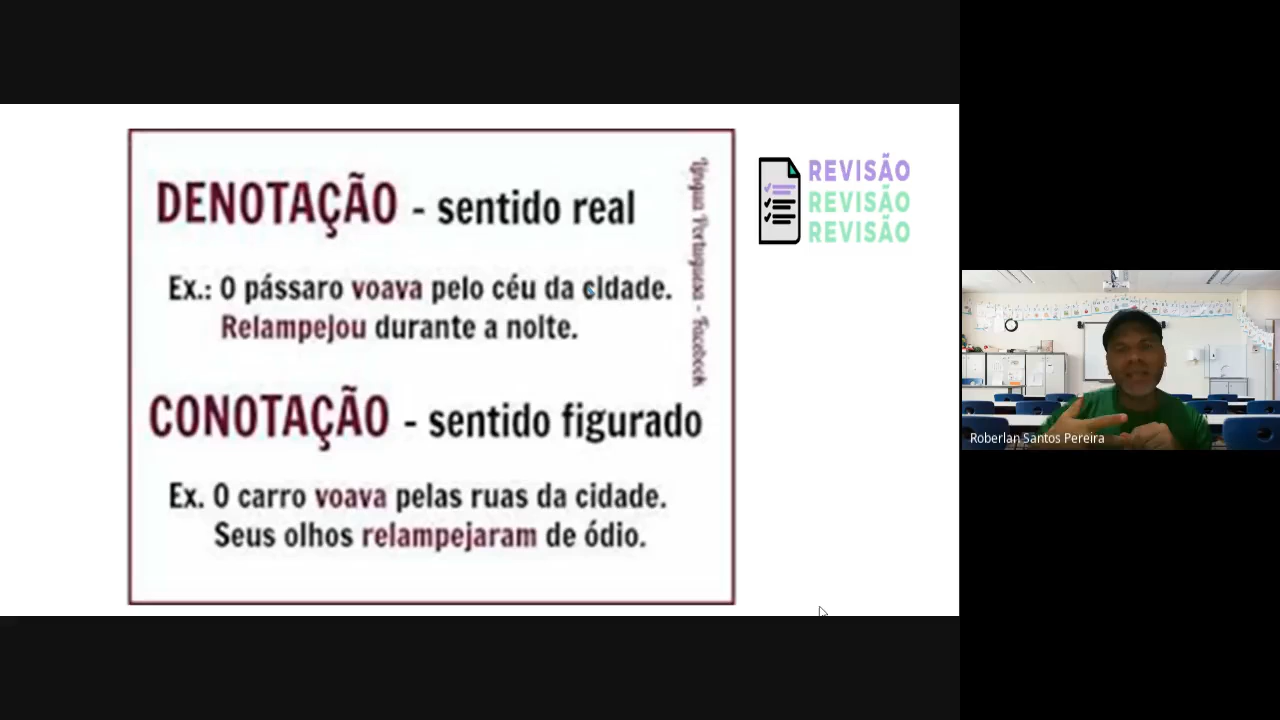 DENOTAÇÃO - sentido real
Ex.: O pássaro voava pelo céu da cidade.
Relampejou durante a noite.
CONOTAÇÃO - sentido figurado
Ex. O carro voava pelas ruas da cidade.
Seus olhos relampejaram de ódio.
Língua Portuguesa - Facebook
REVISÃO
REVISÃO
REVISÃO
Roberlan Santos Pereira